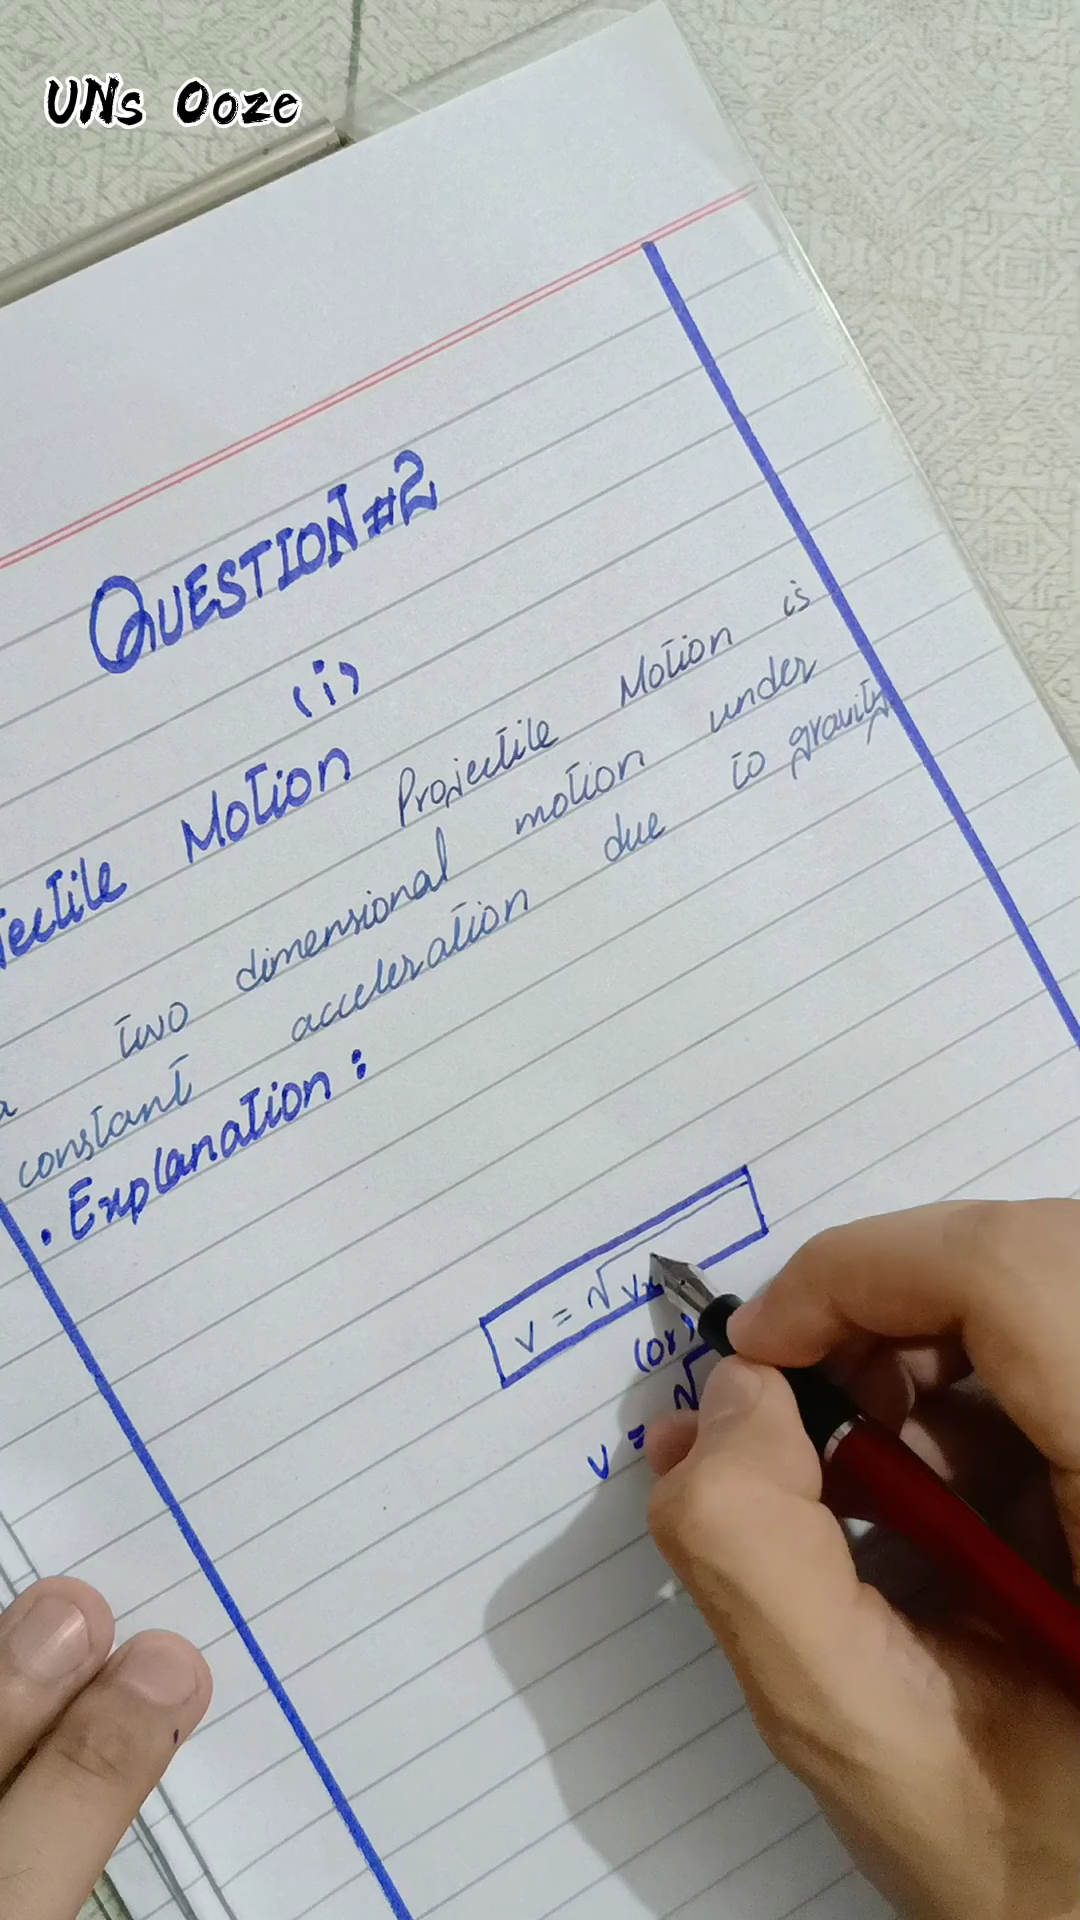 UNs Ooze
QUESTION#2
(i)
Motion
Projectile Motion is
a two dimensional motion under
constant acceleration due to gravity
. Explanation :
v = √Vx
(or)
v = √